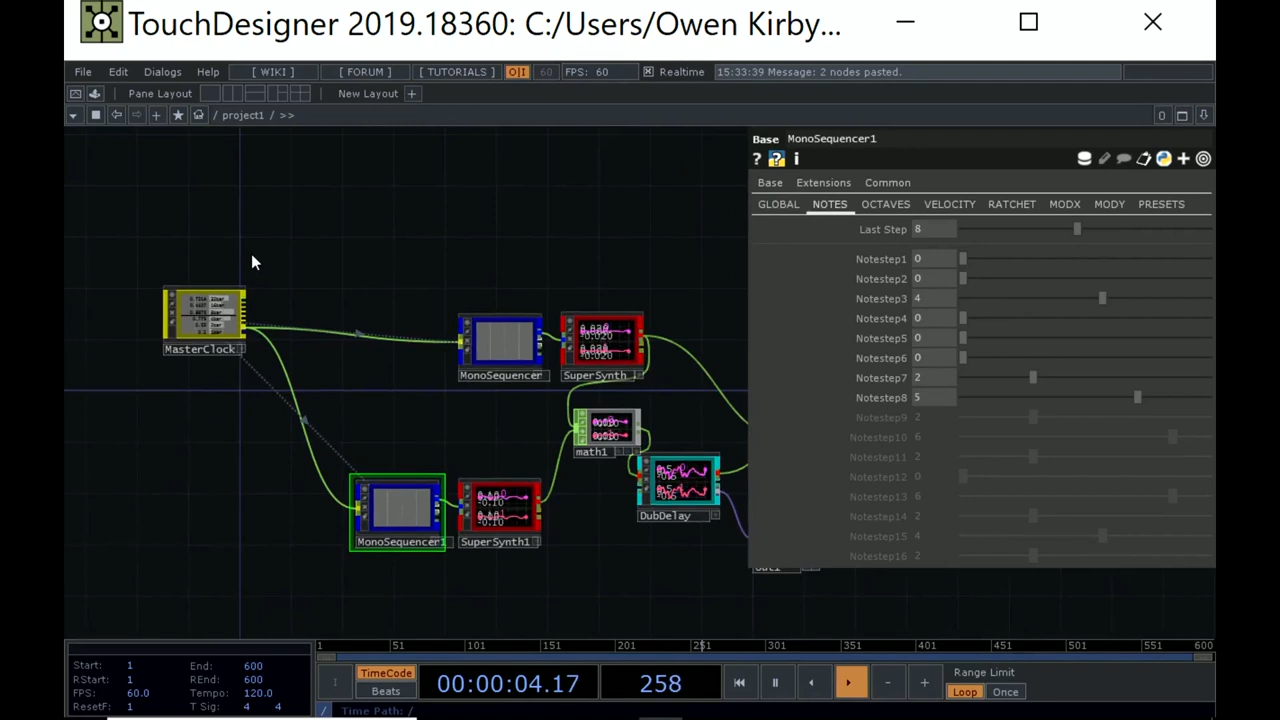 TouchDesigner 2019.18360: C:/Users/Owen Kirby...
File Edit Dialogs Help [ WIKI ] [ FORUM ] [ TUTORIALS ] O|I 60 FPS: 60 Realtime 15:33:39 Message: 2 nodes pasted.
Pane Layout New Layout +
/ project1 / >> 0
Base MonoSequencer1
? ? i
Base Extensions Common
GLOBAL NOTES OCTAVES VELOCITY RATCHET MODX MODY PRESETS
Last Step 8
Notestep1 0
Notestep2 0
Notestep3 4
Notestep4 0
Notestep5 0
Notestep6 0
Notestep7 2
Notestep8 5
Notestep9 2
Notestep10 6
Notestep11 2
Notestep12 0
Notestep13 6
Notestep14 2
Notestep15 4
Notestep16 2
MasterClock
MonoSequencer
SuperSynth
math1
DubDelay
MonoSequencer1
SuperSynth1
1 51 101 151 201 251 301 351 401 451 501 551 600
Start: 1 End: 600
RStart: 1 REnd: 600
FPS: 60.0 Tempo: 120.0
ResetF: 1 T Sig: 4 4
TimeCode
Beats
00:00:04.17
258
Range Limit
Loop Once
/ Time Path: /